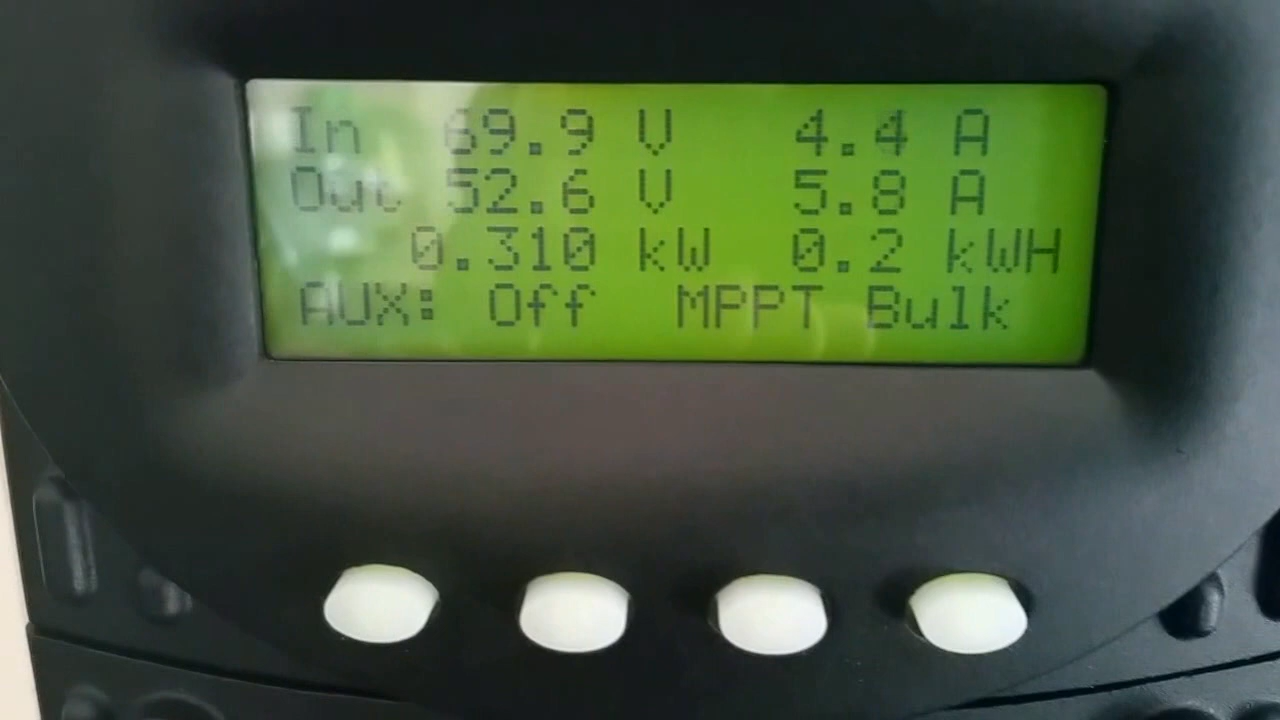 In 69.9 V 4.4 A
Out 52.6 V 5.8 A
0.310 kW 0.2 kWH
AUX: Off MPPT Bulk